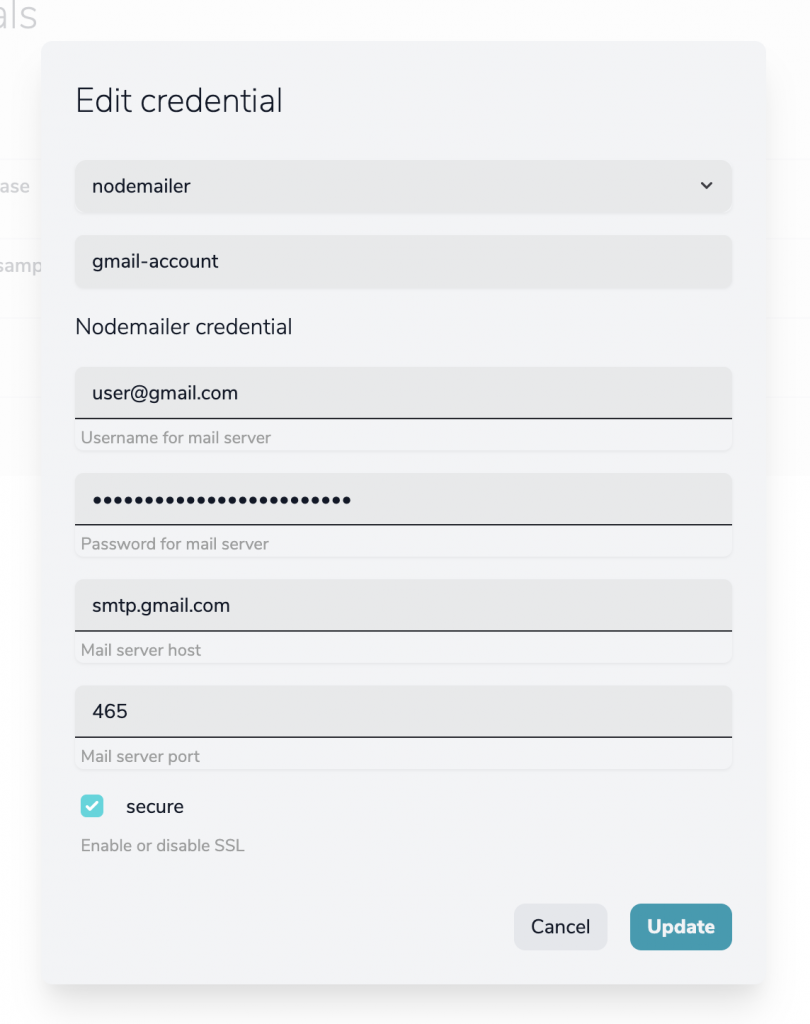 als
Edit credential
ase
nodemailer
samp
gmail-account
Nodemailer credential
user@gmail.com
Username for mail server
•••••••••••••••••••••••••
Password for mail server
smtp.gmail.com
Mail server host
465
Mail server port
secure
Enable or disable SSL
Cancel
Update